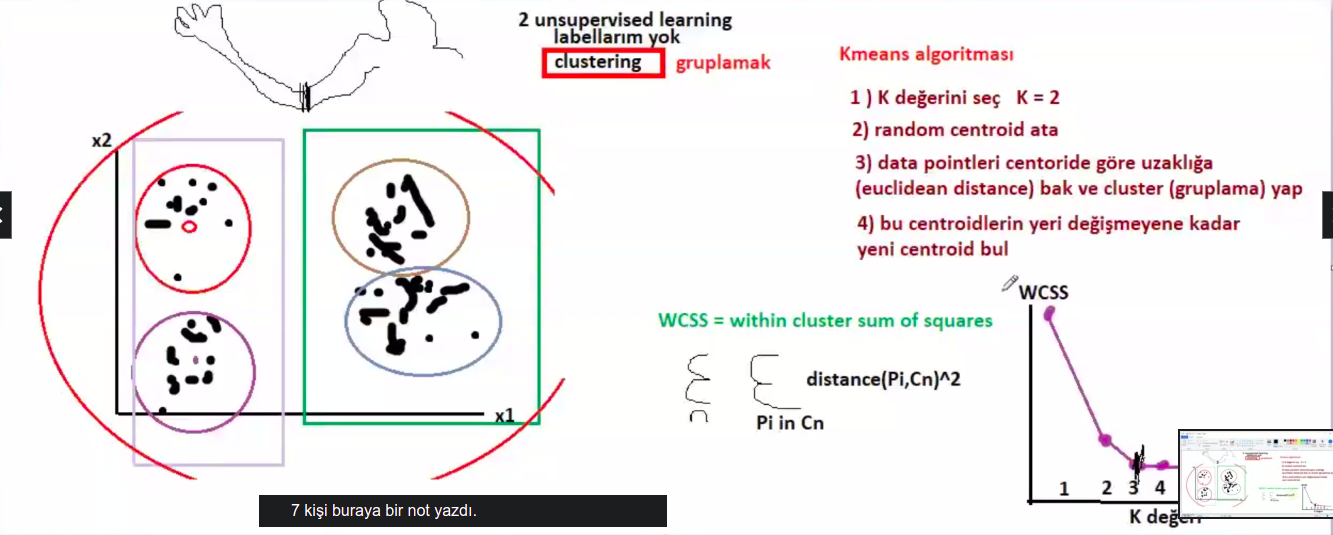 2 unsupervised learning
labellarım yok
clustering gruplamak
Kmeans algoritması
1 ) K değerini seç K = 2
2) random centroid ata
3) data pointleri centoride göre uzaklığa
(euclidean distance) bak ve cluster (gruplama) yap
4) bu centroidlerin yeri değişmeyene kadar
yeni centroid bul
x2
x1
WCSS = within cluster sum of squares
distance(Pi,Cn)^2
n
Pi in Cn
WCSS
1 2 3 4
K değeri
7 kişi buraya bir not yazdı.